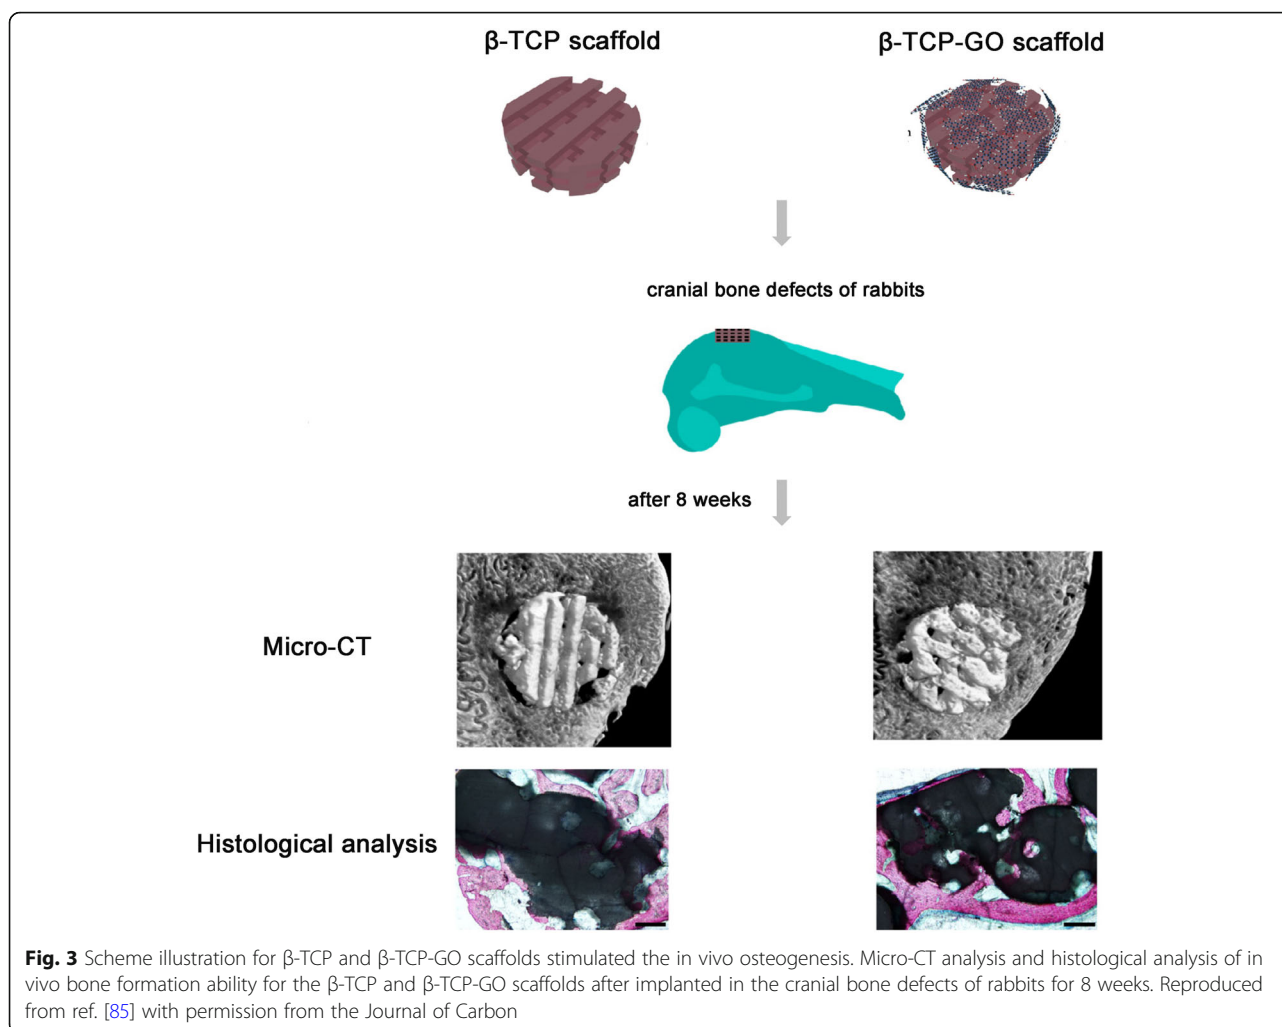 β-TCP scaffold
β-TCP-GO scaffold
cranial bone defects of rabbits
after 8 weeks
Micro-CT
Histological analysis
Fig. 3 Scheme illustration for β-TCP and β-TCP-GO scaffolds stimulated the in vivo osteogenesis. Micro-CT analysis and histological analysis of in
vivo bone formation ability for the β-TCP and β-TCP-GO scaffolds after implanted in the cranial bone defects of rabbits for 8 weeks. Reproduced
from ref. [85] with permission from the Journal of Carbon